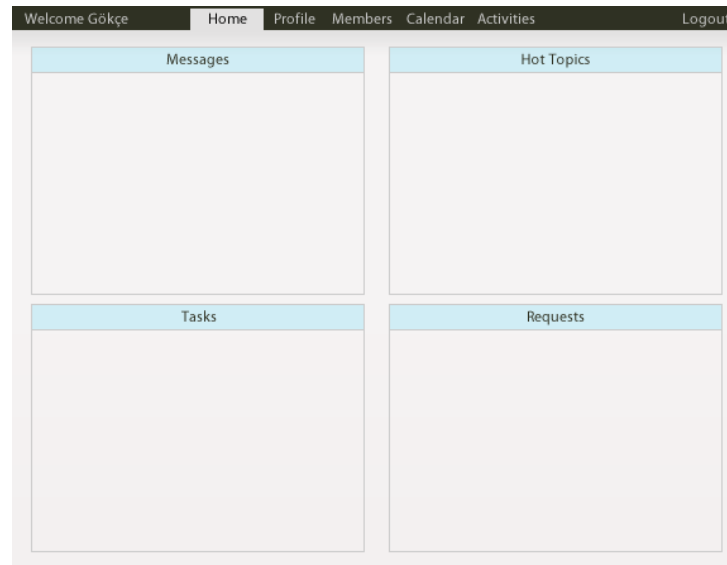 Welcome Gökçe Home Profile Members Calendar Activities Logout
Messages Hot Topics
Tasks Requests